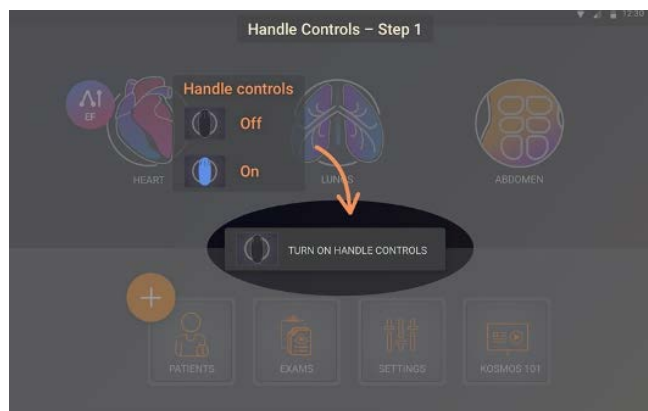 12:30
Handle Controls – Step 1
Handle controls
Off
On
AI
EF
HEART
LUNGS
ABDOMEN
TURN ON HANDLE CONTROLS
PATIENTS
EXAMS
SETTINGS
KOSMOS 101